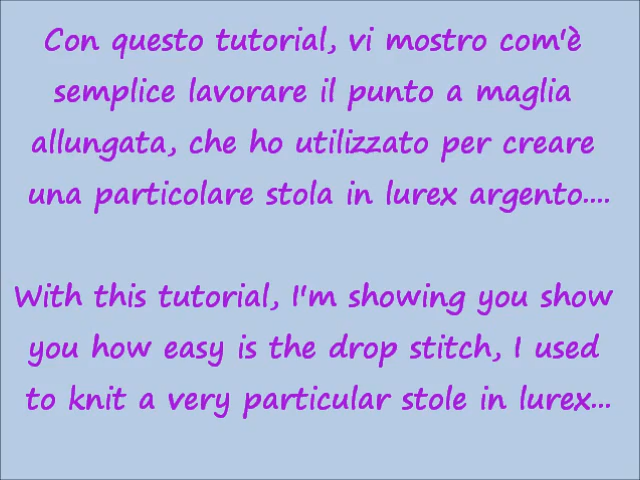 Con questo tutorial, vi mostro com'è
semplice lavorare il punto a maglia
allungata, che ho utilizzato per creare
una particolare stola in lurex argento....
With this tutorial, I'm showing you show
you how easy is the drop stitch, I used
to knit a very particular stole in lurex...